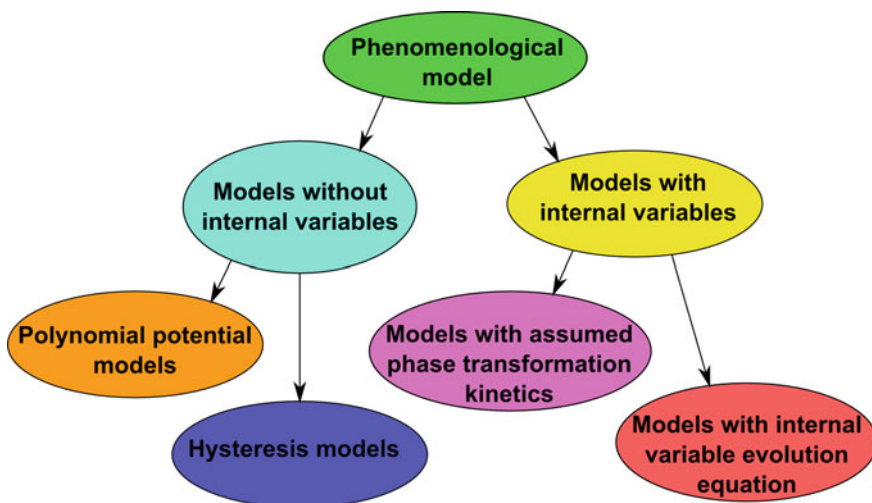 Phenomenological
model
Models without
internal variables
Models with
internal variables
Polynomial potential
models
Models with assumed
phase transformation
kinetics
Hysteresis models
Models with internal
variable evolution
equation